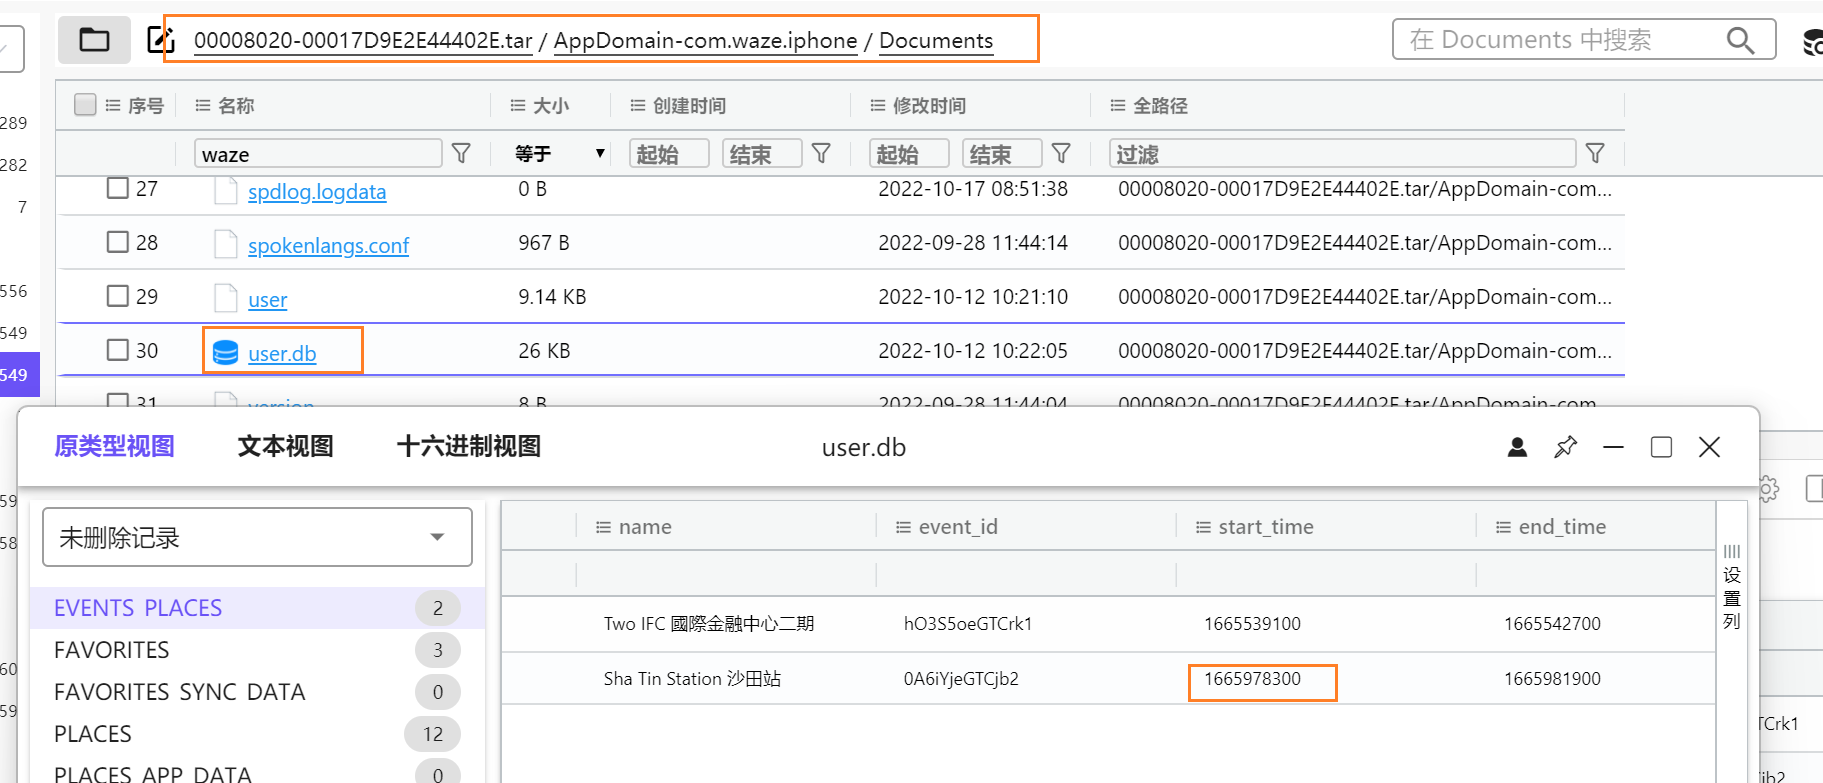 00008020-00017D9E2E44402E.tar / AppDomain-com.waze.iphone / Documents
在 Documents 中搜索
序号 名称 大小 创建时间 修改时间 全路径
waze 等于 起始 结束 起始 结束 过滤
27 spdlog.logdata 0 B 2022-10-17 08:51:38 00008020-00017D9E2E44402E.tar/AppDomain-com...
28 spokenlangs.conf 967 B 2022-09-28 11:44:14 00008020-00017D9E2E44402E.tar/AppDomain-com...
29 user 9.14 KB 2022-10-12 10:21:10 00008020-00017D9E2E44402E.tar/AppDomain-com...
30 user.db 26 KB 2022-10-12 10:22:05 00008020-00017D9E2E44402E.tar/AppDomain-com...
31 version 8 B 2022-09-28 11:44:04 00008020-00017D9E2E44402E.tar/AppDomain-com...
289
282
7
556
549
549
原类型视图 文本视图 十六进制视图 user.db
59
58
60
59
未删除记录
EVENTS PLACES 2
FAVORITES 3
FAVORITES SYNC DATA 0
PLACES 12
PLACES APP DATA 0
name event_id start_time end_time
Two IFC 國際金融中心二期 hO3S5oeGTCrk1 1665539100 1665542700
Sha Tin Station 沙田站 0A6iYjeGTCjb2 1665978300 1665981900
设置列
TCrk1
jb2